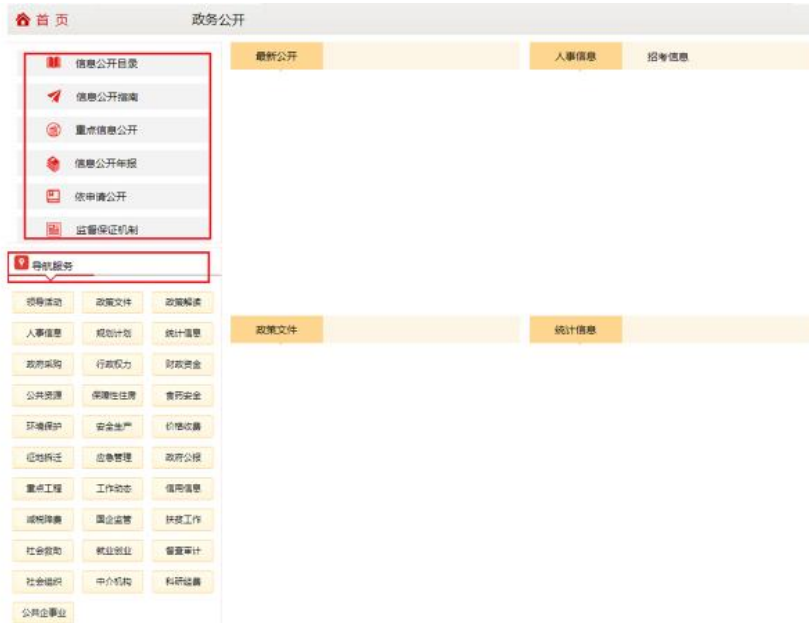 首 页 政务公开
信息公开目录
信息公开指南
重点信息公开
信息公开年报
依申请公开
监督保证机制
导航服务
领导活动 政策文件 政策解读
人事信息 规划计划 统计信息
政府采购 行政权力 财政资金
公共资源 保障性住房 食药安全
环境保护 安全生产 价格收费
征地拆迁 应急管理 政府公报
重点工程 工作动态 信用信息
减税降费 国企监管 扶贫工作
社会救助 就业创业 督查审计
社会组织 中介机构 科研经费
公共企事业
最新公开
人事信息 招考信息
政策文件
统计信息